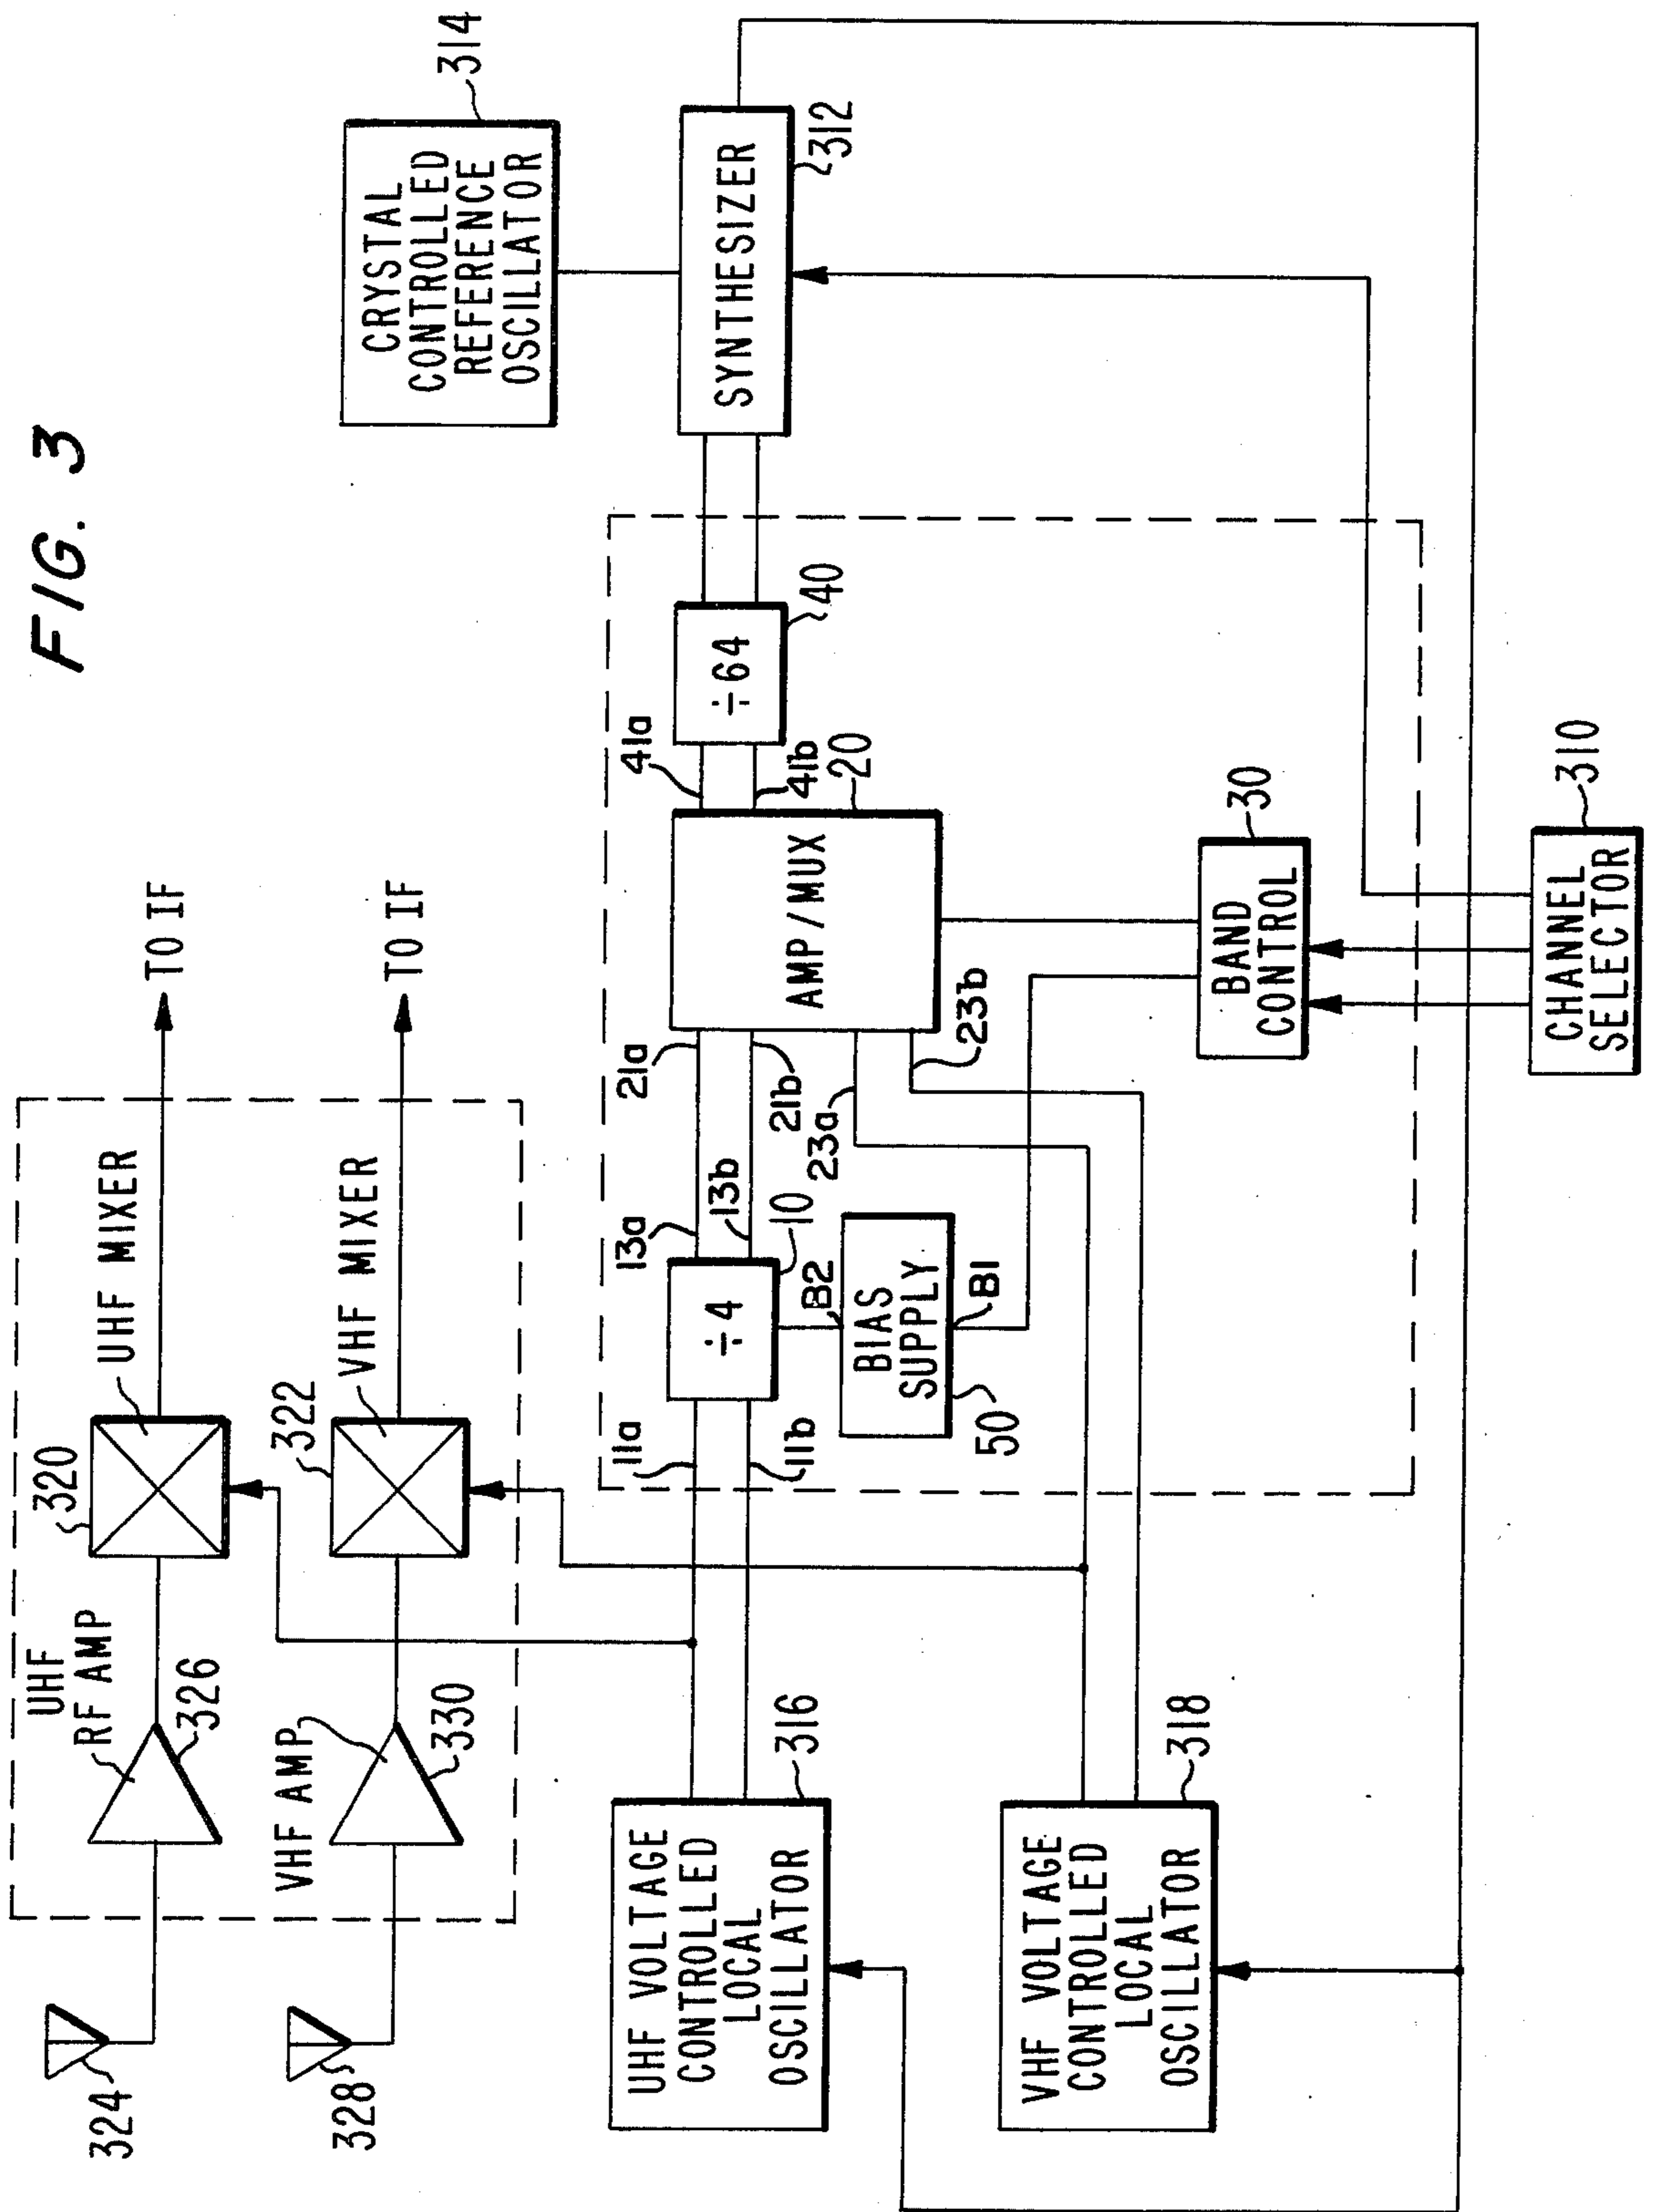 FIG. 3
324
UHF
RF AMP
326
320
UHF MIXER
TO IF
328
VHF AMP
330
322
VHF MIXER
TO IF
CRYSTAL
CONTROLLED
REFERENCE
OSCILLATOR
314
UHF VOLTAGE
CONTROLLED
LOCAL
OSCILLATOR
316
11a
11b
÷4
10
13a
13b
21a
21b
23a
23b
AMP/MUX
20
41a
41b
÷64
40
SYNTHESIZER
312
B2
BIAS
SUPPLY
50
B1
VHF VOLTAGE
CONTROLLED
LOCAL
OSCILLATOR
318
BAND
CONTROL
30
CHANNEL
SELECTOR
310